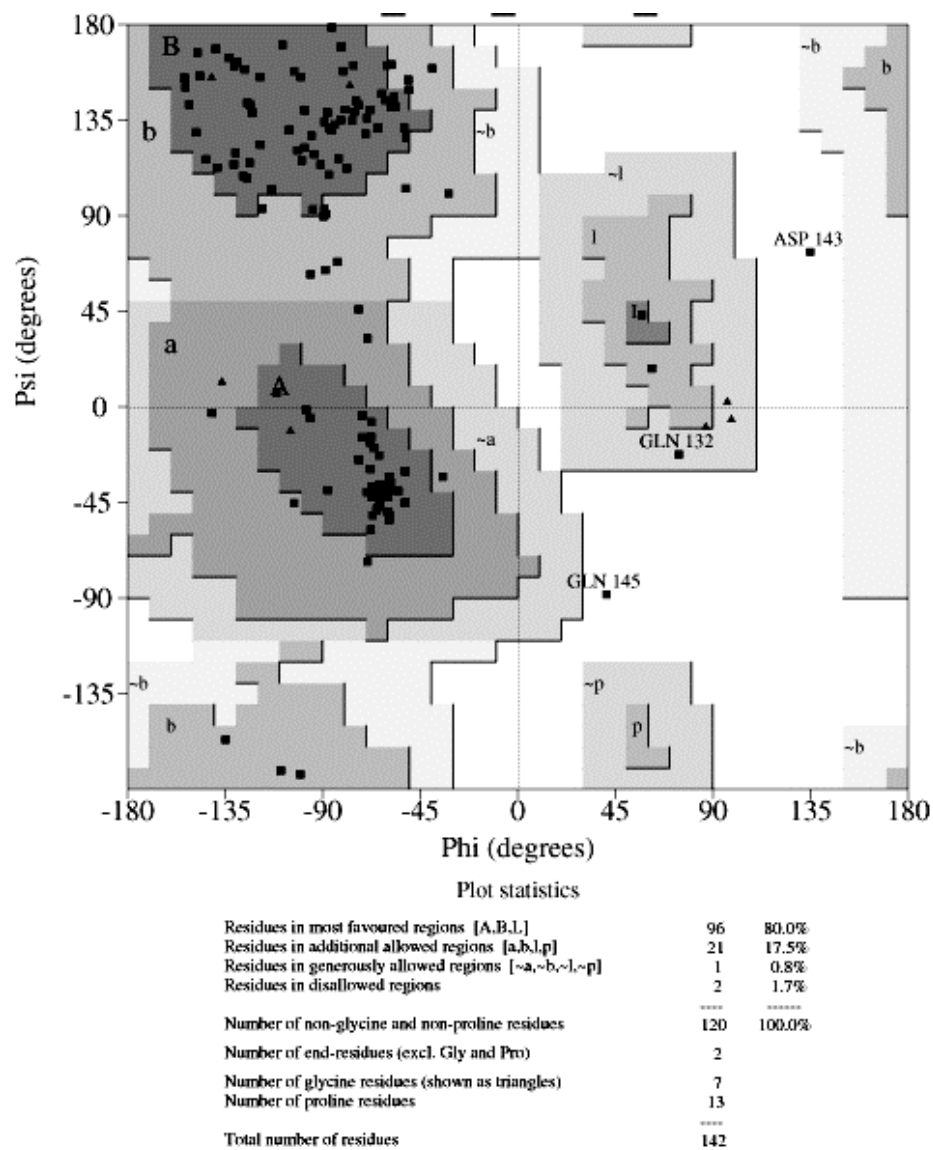 180
135
90
45
0
-45
-90
-135
-180 -135 -90 -45 0 45 90 135 180
Psi (degrees)
Phi (degrees)
B
~b
b
b
~b
~l
l
ASP 143
L
a
A
~a
GLN 132
GLN 145
~b
~p
b
p
~b
Plot statistics
Residues in most favoured regions [A,B,L] 96 80.0%
Residues in additional allowed regions [a,b,l,p] 21 17.5%
Residues in generously allowed regions [~a,~b,~l,~p] 1 0.8%
Residues in disallowed regions 2 1.7%
---- ------
Number of non-glycine and non-proline residues 120 100.0%
Number of end-residues (excl. Gly and Pro) 2
Number of glycine residues (shown as triangles) 7
Number of proline residues 13
----
Total number of residues 142